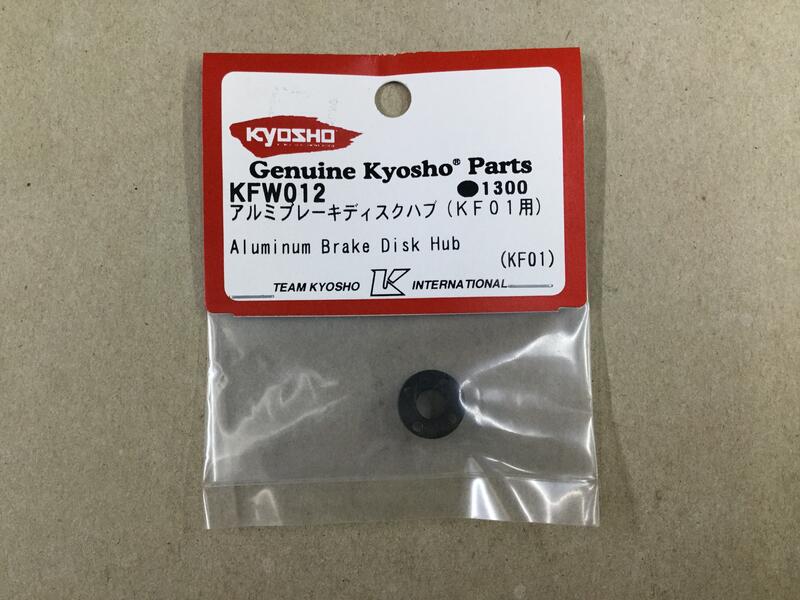 KYOSHO
Genuine Kyosho® Parts
KFW012 ●1300
アルミブレーキディスクハブ(KF01用)
Aluminum Brake Disk Hub
(KF01)
TEAM KYOSHO K INTERNATIONAL